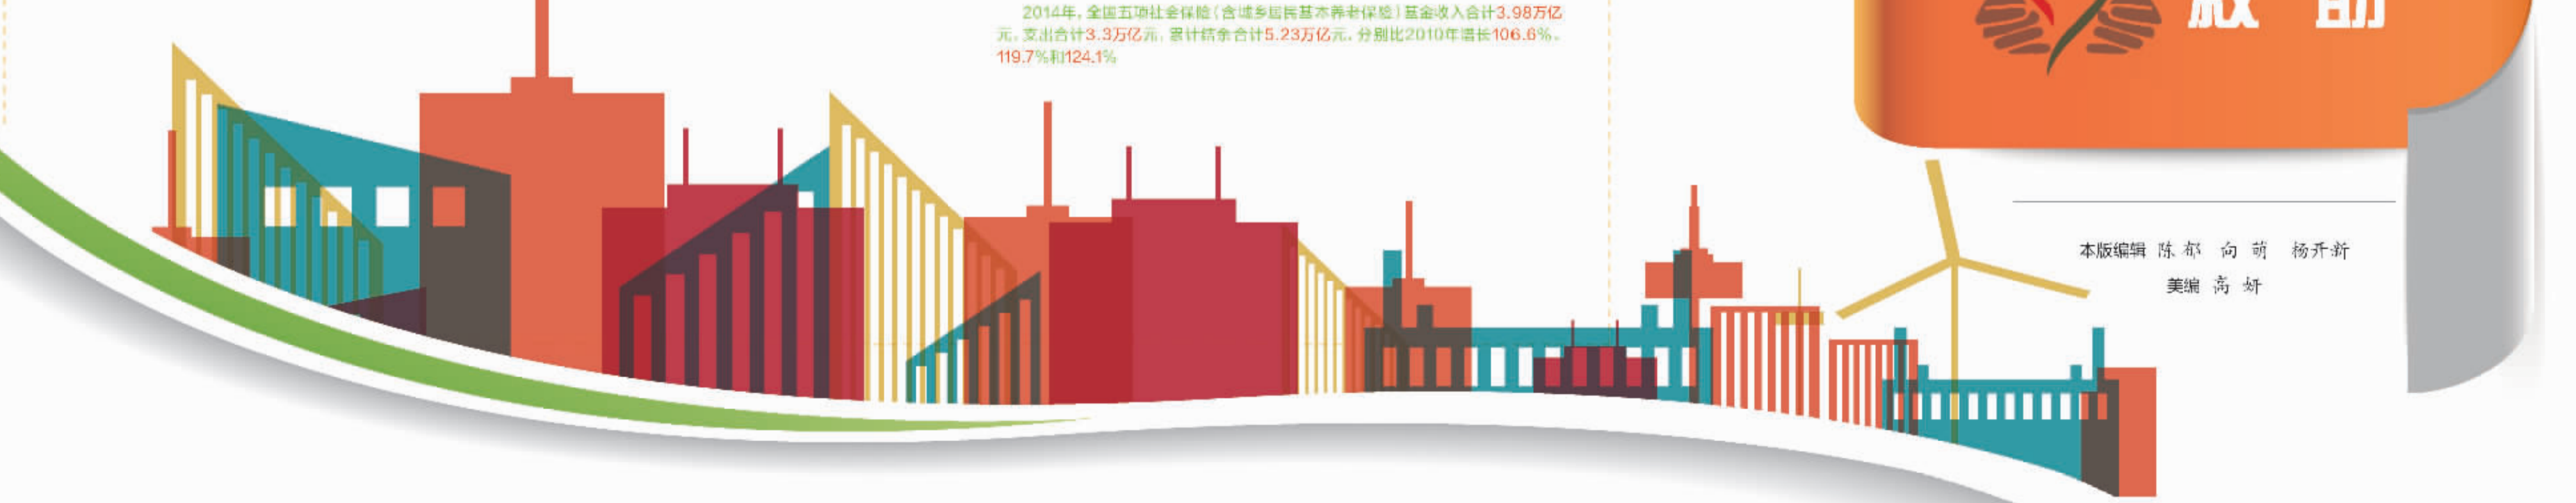 2014年，全国五项社会保险（含城乡居民基本养老保险）基金收入合计3.98万亿
元，支出合计3.3万亿元，累计结余合计5.23万亿元，分别比2010年增长106.6%、
119.7%和124.1%
救 助
本版编辑 陈 郁 向 萌 杨开新
美编 高 妍